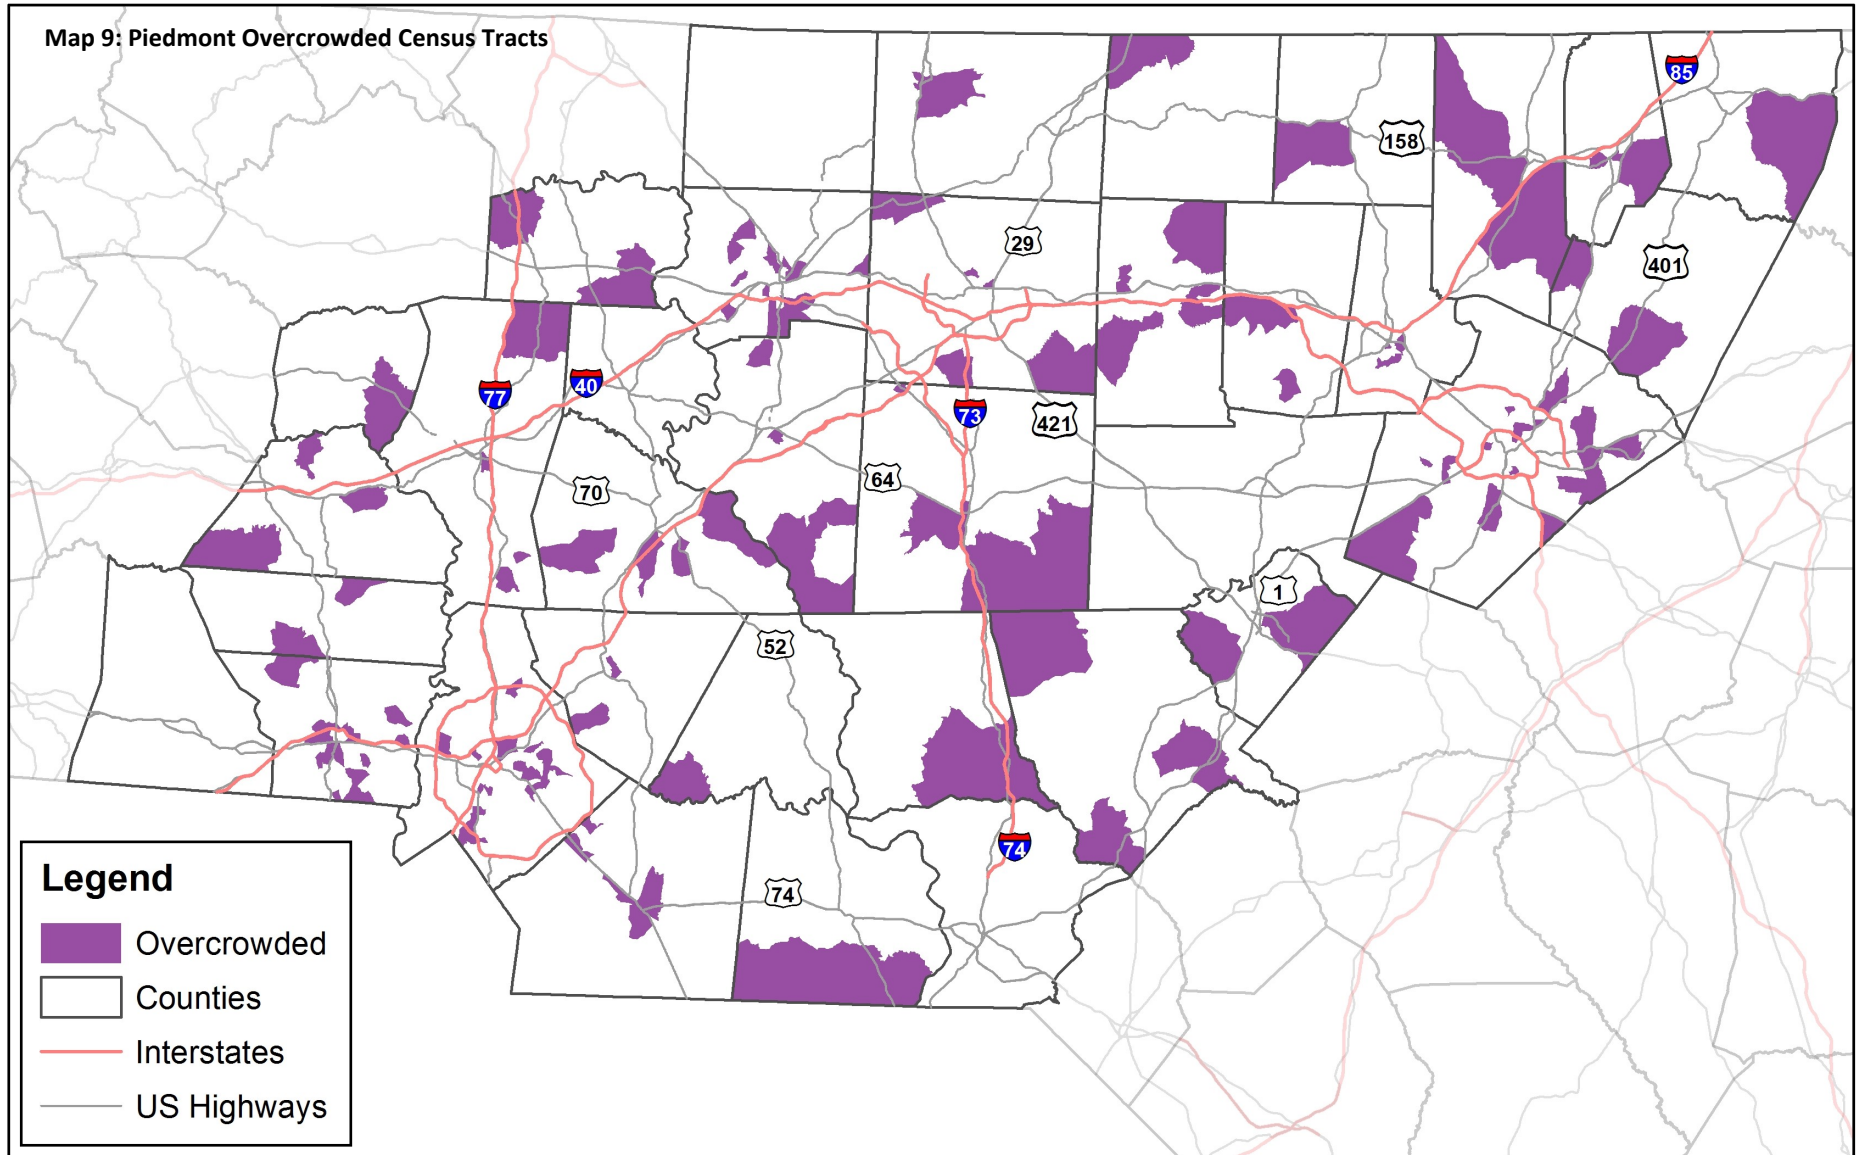 Map 9: Piedmont Overcrowded Census Tracts
85
158
29
401
77
40
73
421
64
70
1
52
74
74
Legend
Overcrowded
Counties
Interstates
US Highways